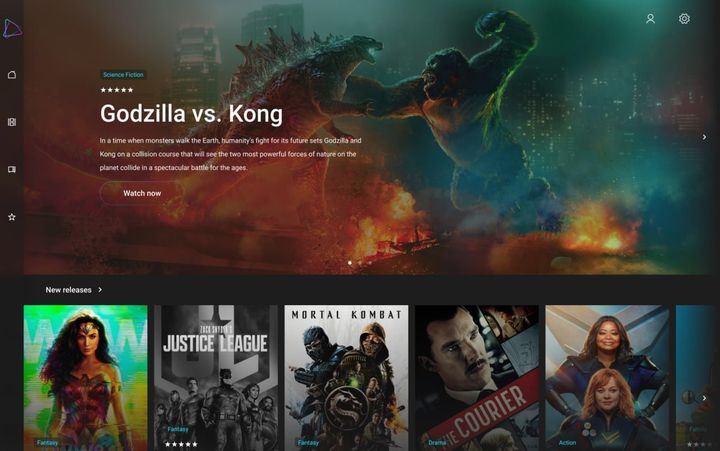 Science Fiction
Godzilla vs. Kong
In a time when monsters walk the Earth, humanity's fight for its future sets Godzilla and
Kong on a collision course that will see the two most powerful forces of nature on the
planet collide in a spectacular battle for the ages.
Watch now
New releases
WW
Fantasy
ZACK SNYDER'S
JUSTICE LEAGUE
Fantasy
MORTAL KOMBAT
Fantasy
THE COURIER
Drama
Action
Family